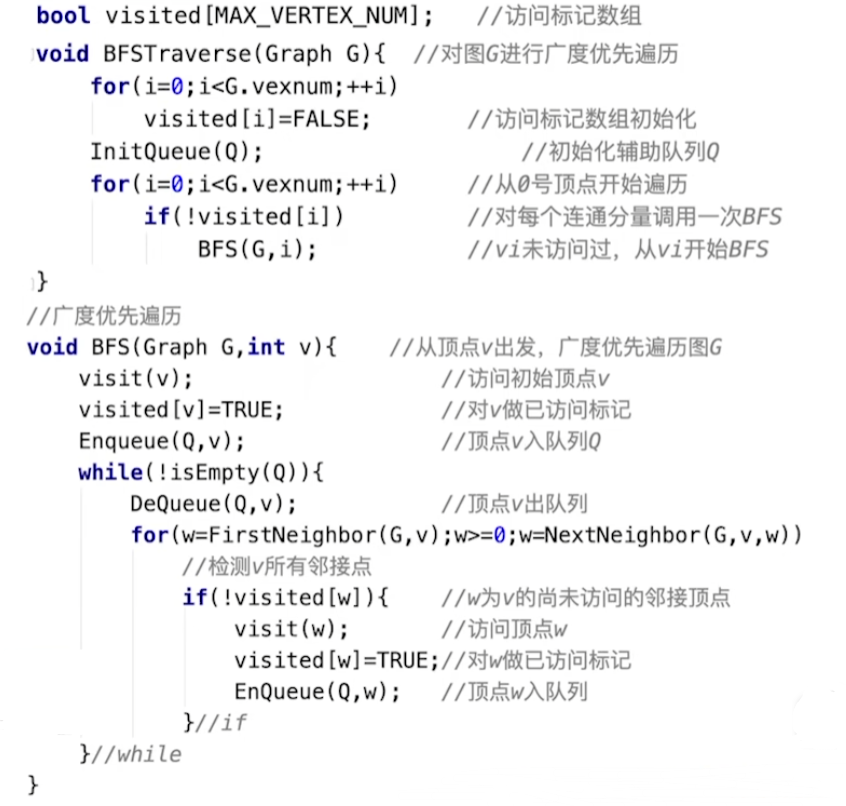 bool visited[MAX_VERTEX_NUM]; //访问标记数组
void BFSTraverse(Graph G){ //对图G进行广度优先遍历
for(i=0;i<G.vexnum;++i)
visited[i]=FALSE; //访问标记数组初始化
InitQueue(Q); //初始化辅助队列Q
for(i=0;i<G.vexnum;++i) //从0号顶点开始遍历
if(!visited[i]) //对每个连通分量调用一次BFS
BFS(G,i); //vi未访问过，从vi开始BFS
}
//广度优先遍历
void BFS(Graph G,int v){ //从顶点v出发，广度优先遍历图G
visit(v); //访问初始顶点v
visited[v]=TRUE; //对v做已访问标记
Enqueue(Q,v); //顶点v入队列Q
while(!isEmpty(Q)){
DeQueue(Q,v); //顶点v出队列
for(w=FirstNeighbor(G,v);w>=0;w=NextNeighbor(G,v,w))
//检测v所有邻接点
if(!visited[w]){ //w为v的尚未访问的邻接顶点
visit(w); //访问顶点w
visited[w]=TRUE;//对w做已访问标记
EnQueue(Q,w); //顶点w入队列
}//if
}//while
}